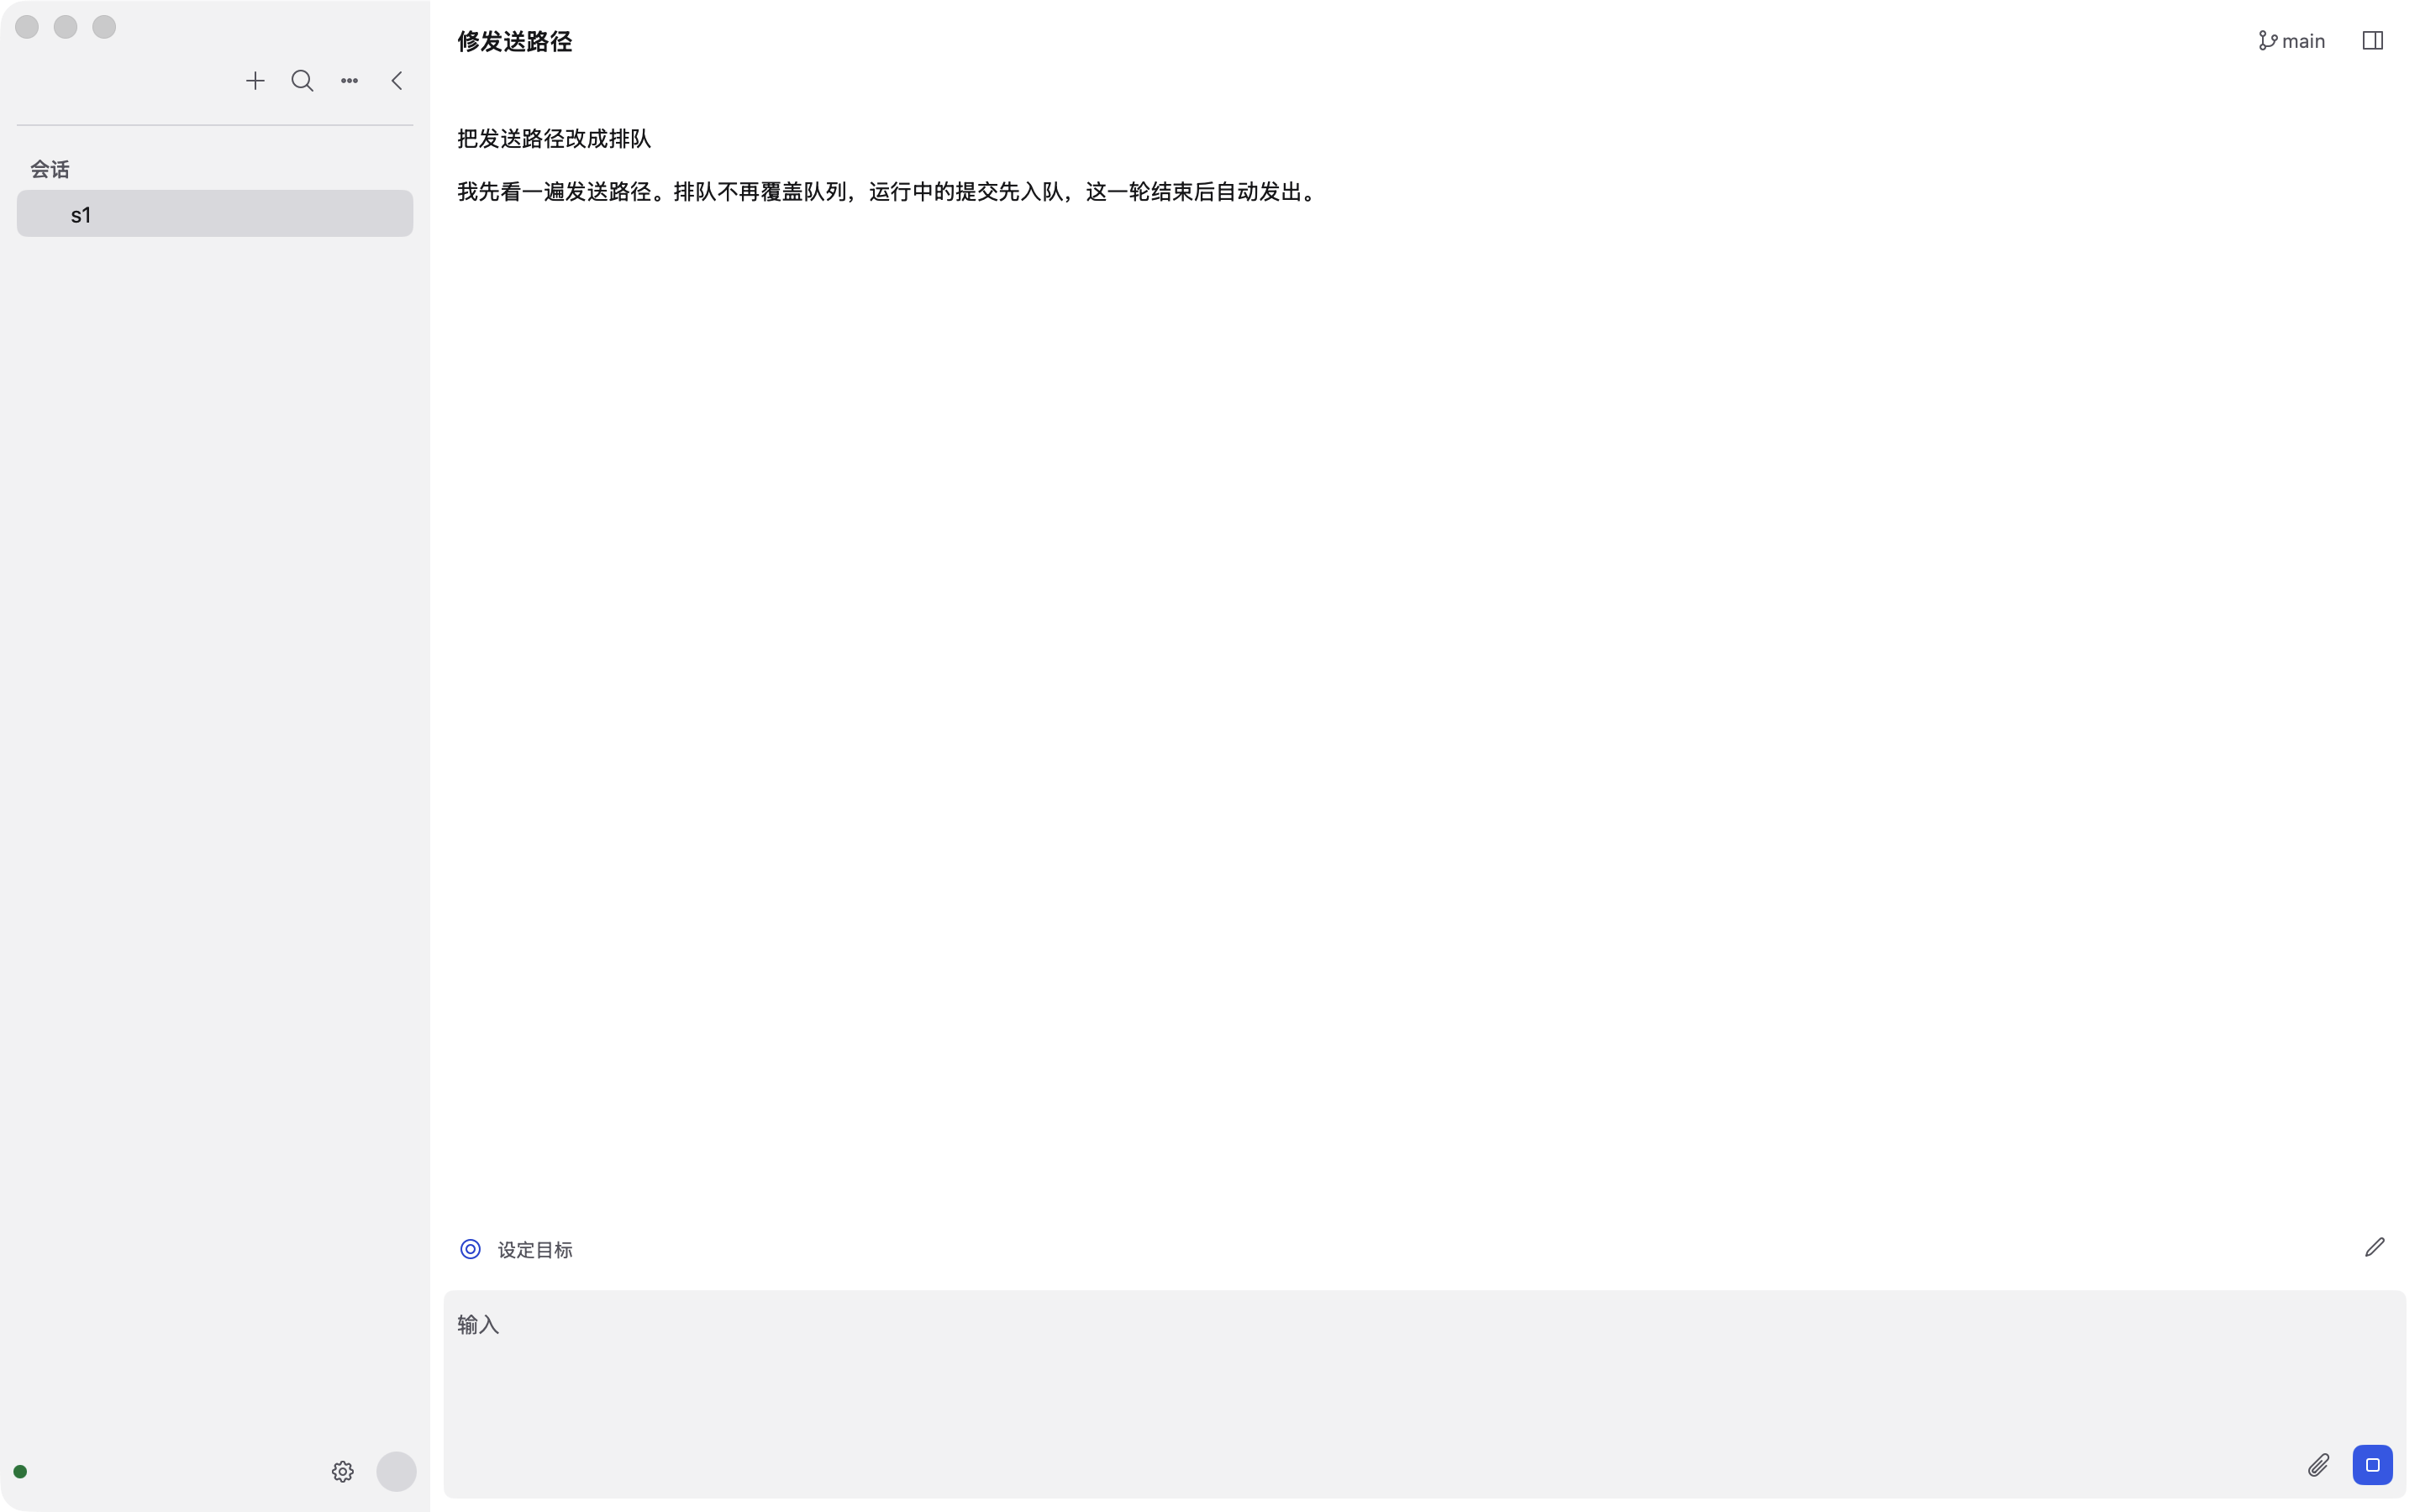 修发送路径
main
会话
s1
把发送路径改成排队
我先看一遍发送路径。排队不再覆盖队列，运行中的提交先入队，这一轮结束后自动发出。
设定目标
输入